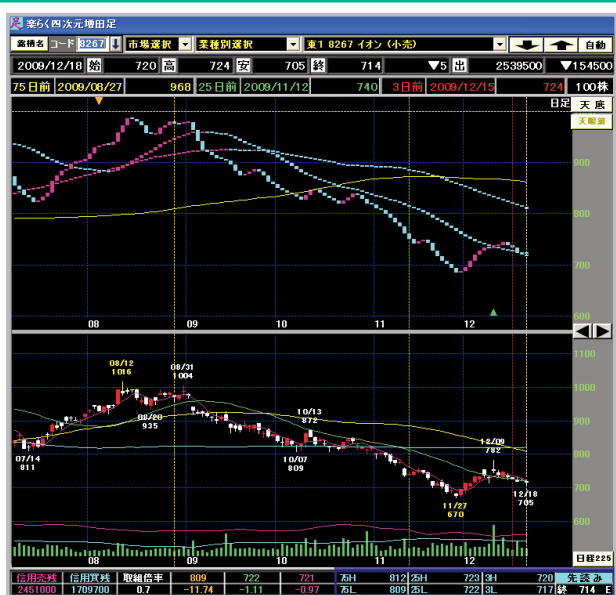 楽らく四次元増田足
銘柄名 コード 8267 市場選択 業種別選択 東1 8267 イオン (小売) 自動
2009/12/18 始 720 高 724 安 705 終 714 ▼5 出 2539500 ▼154500
75日前 2009/08/27 968 25日前 2009/11/12 740 3日前 2009/12/15 724 100株
日足 天 底
天眼鏡
900
800
700
600
08 09 10 11 12
1100
1000
900
800
700
600
08/12
1016
08/31
1004
08/20
935
07/14
811
10/13
872
10/07
809
12/09
782
11/27
670
12/18
705
08 09 10 11 12
日経225
信用売残 信用買残 取組倍率 809 722 721 75H 812 25H 723 3H 720 先読み
2451000 1709700 0.7 -11.74 -1.11 -0.97 75L 809 25L 722 3L 717 終 714 E